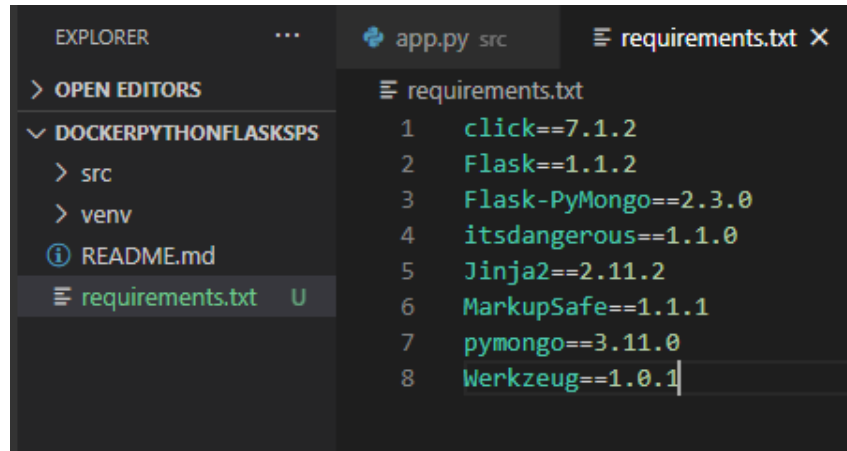 EXPLORER ...
OPEN EDITORS
DOCKERPYTHONFLASKSPS
src
venv
README.md
requirements.txt U
app.py src
requirements.txt
requirements.txt
1 click==7.1.2
2 Flask==1.1.2
3 Flask-PyMongo==2.3.0
4 itsdangerous==1.1.0
5 Jinja2==2.11.2
6 MarkupSafe==1.1.1
7 pymongo==3.11.0
8 Werkzeug==1.0.1